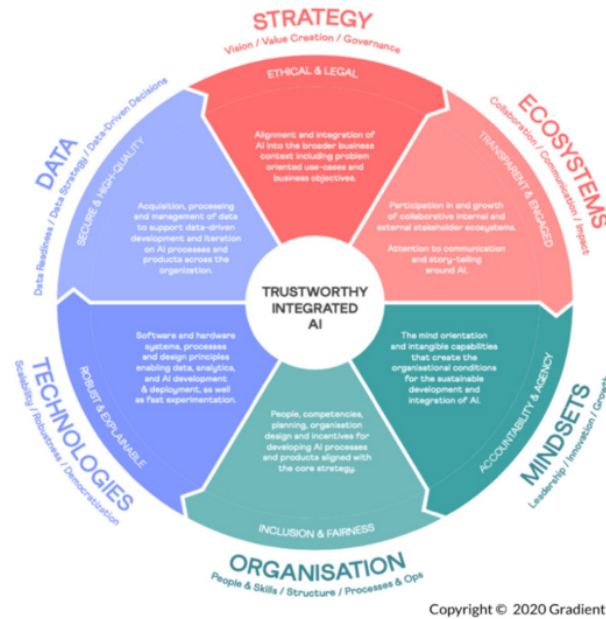 STRATEGY
Vision / Value Creation / Governance
ETHICAL & LEGAL
Alignment and integration of
AI into the broader business
context including problem
oriented use-cases and
business objectives.
ECOSYSTEMS
Collaboration / Communication / Impact
TRANSPARENT & ENGAGED
Participation in and growth
of collaborative internal and
external stakeholder ecosystems.
Attention to communication
and story-telling
around AI.
MINDSETS
Leadership / Innovation / Growth
ACCOUNTABILITY & AGENCY
The mind orientation
and intangible capabilities
that create the
organisational conditions
for the sustainable
development and
integration of AI.
ORGANISATION
People & Skills / Structure / Processes & Ops
INCLUSION & FAIRNESS
People, competencies,
planning, organisation
design and incentives for
developing AI processes
and products aligned with
the core strategy.
TECHNOLOGIES
Scalability / Robustness / Democratization
ROBUST & EXPLAINABLE
Software and hardware
systems, processes
and design principles
enabling data, analytics,
and AI development
& deployment, as well
as fast experimentation.
DATA
Data Readiness / Data Strategy / Data-Driven Decisions
SECURE & HIGH-QUALITY
Acquisition, processing
and management of data
to support data-driven
development and iteration
on AI processes and
products across the
organization.
TRUSTWORTHY
INTEGRATED
AI
Copyright © 2020 Gradient